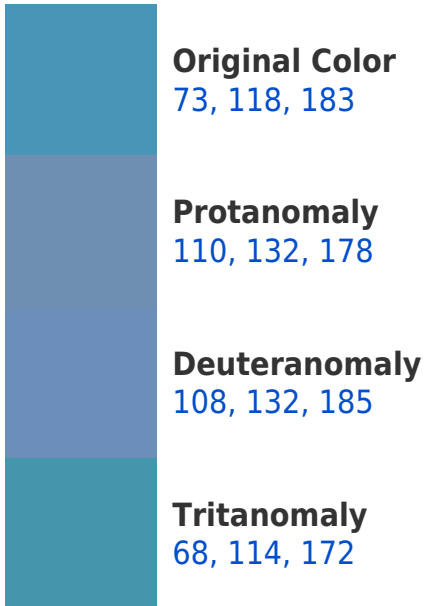 Original Color
73, 118, 183
Protanomaly
110, 132, 178
Deuteranomaly
108, 132, 185
Tritanomaly
68, 114, 172